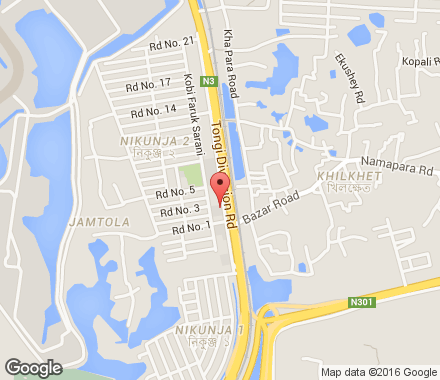 Rd No. 21
Kha Para Road
Ekushey Rd
Kopali R
N3
Rd No. 17
Kobi Faruk Sarani
Rd No. 14
Tongi Diversion Rd
NIKUNJA 2
নিকুঞ্জ ২
Namapara Rd
KHILKHET
খিলক্ষেত
Rd No. 5
Rd No. 3
Bazar Road
JAMTOLA
Rd No. 1
N301
NIKUNJA 1
নিকুঞ্জ ১
Google
Google
Map data ©2016 Google